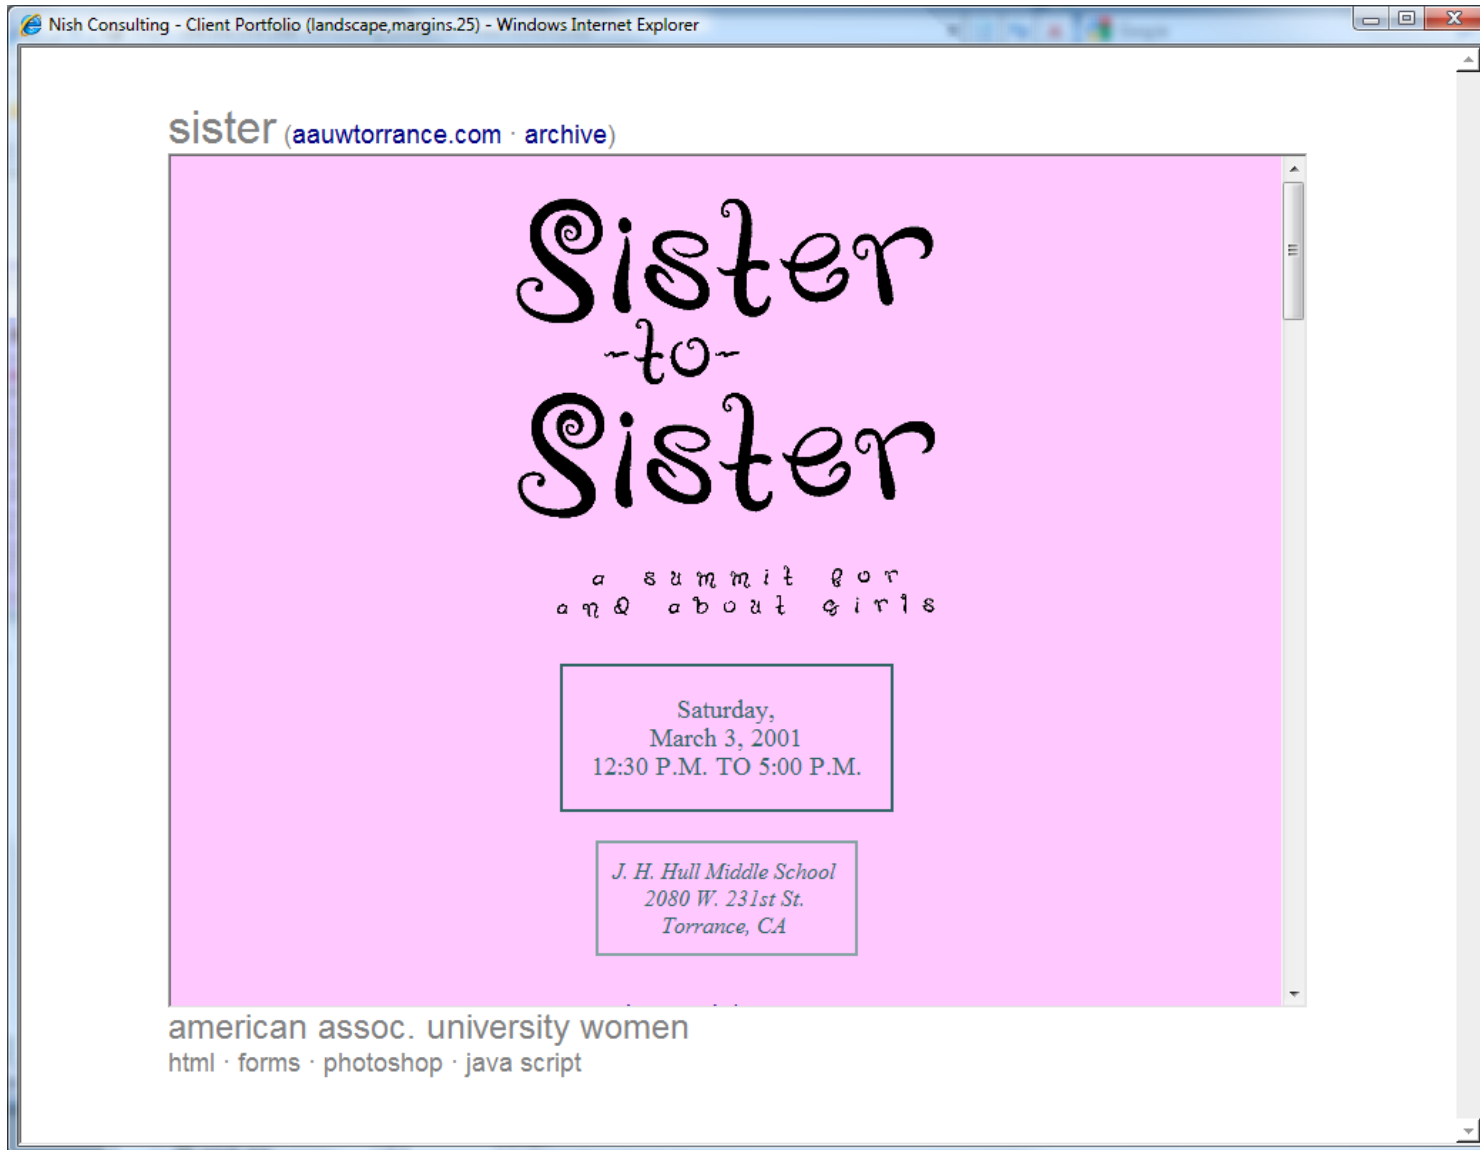 Nish Consulting - Client Portfolio (landscape,margins.25) - Windows Internet Explorer
Google
sister (aauwtorrance.com · archive)
Sister
~to~
Sister
a summit for
and about girls
Saturday,
March 3, 2001
12:30 P.M. TO 5:00 P.M.
J. H. Hull Middle School
2080 W. 231st St.
Torrance, CA
american assoc. university women
html · forms · photoshop · java script